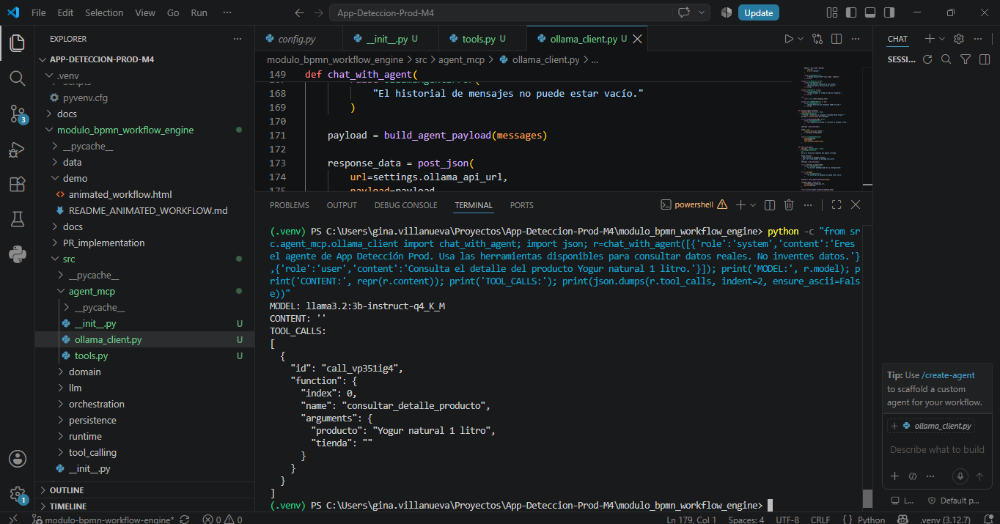 File Edit Selection View Go Run ··· App-Deteccion-Prod-M4 Update
EXPLORER ···
APP-DETECCION-PROD-M4
.venv
pyvenv.cfg
docs
modulo_bpmn_workflow_engine
__pycache__
data
demo
animated_workflow.html
README_ANIMATED_WORKFLOW.md
docs
PR_implementation
src
__pycache__
agent_mcp
__pycache__
__init__.py U
ollama_client.py U
tools.py U
domain
llm
orchestration
persistence
runtime
tool_calling
__init__.py
OUTLINE
TIMELINE
3
1
config.py __init__.py U tools.py U ollama_client.py U
modulo_bpmn_workflow_engine > src > agent_mcp > ollama_client.py > ...
149 def chat_with_agent(
168 "El historial de mensajes no puede estar vacío."
169 )
170
171 payload = build_agent_payload(messages)
172
173 response_data = post_json(
174 url=settings.ollama_api_url,
175 payload=payload
PROBLEMS OUTPUT DEBUG CONSOLE TERMINAL PORTS powershell
(.venv) PS C:\Users\gina.villanueva\Proyectos\App-Deteccion-Prod-M4\modulo_bpmn_workflow_engine> python -c "from sr
c.agent_mcp.ollama_client import chat_with_agent; import json; r=chat_with_agent([{'role':'system','content':'Eres
el agente de App Detección Prod. Usa las herramientas disponibles para consultar datos reales. No inventes datos.'}
,{'role':'user','content':'Consulta el detalle del producto Yogur natural 1 litro.'}]); print('MODEL:', r.model); p
rint('CONTENT:', repr(r.content)); print('TOOL_CALLS:'); print(json.dumps(r.tool_calls, indent=2, ensure_ascii=Fals
e))"
MODEL: llama3.2:3b-instruct-q4_K_M
CONTENT: ''
TOOL_CALLS:
[
{
"id": "call_vp351ig4",
"function": {
"index": 0,
"name": "consultar_detalle_producto",
"arguments": {
"producto": "Yogur natural 1 litro",
"tienda": ""
}
}
}
]
(.venv) PS C:\Users\gina.villanueva\Proyectos\App-Deteccion-Prod-M4\modulo_bpmn_workflow_engine>
CHAT
SESSI...
Tip: Use /create-agent
to scaffold a custom
agent for your workflow.
ollama_client.py
Describe what to build
L... Default p...
modulo-bpmn-workflow-engine* 0 0 Ln 179, Col 1 Spaces: 4 UTF-8 CRLF { } Python .venv (3.12.7)